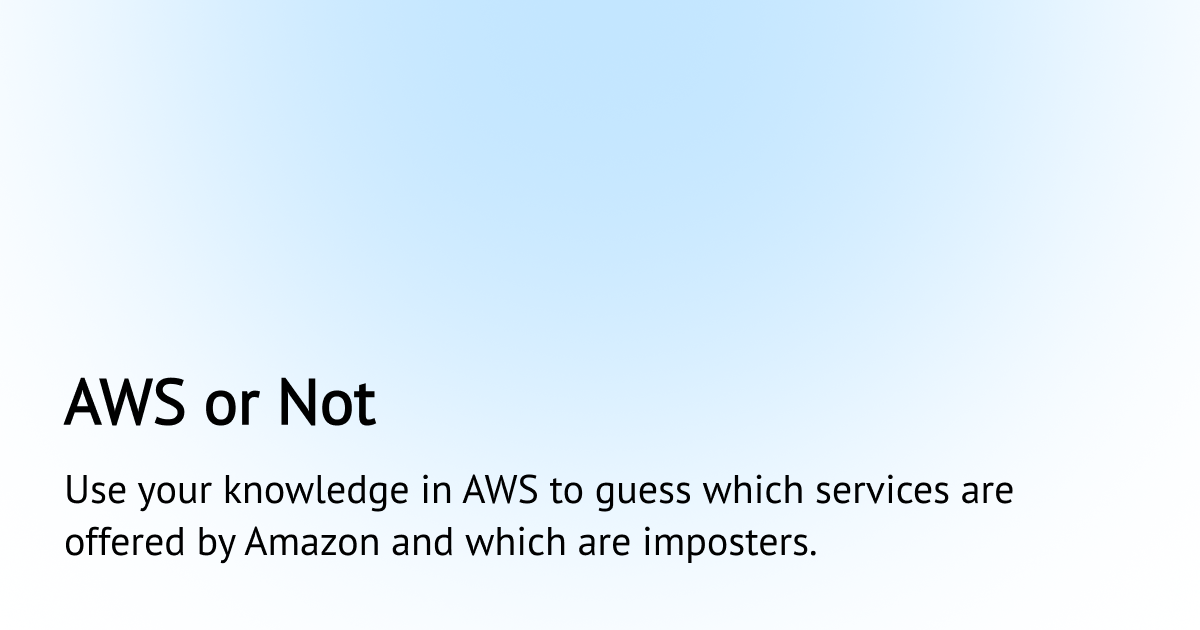 AWS or Not
Use your knowledge in AWS to guess which services are
offered by Amazon and which are imposters.